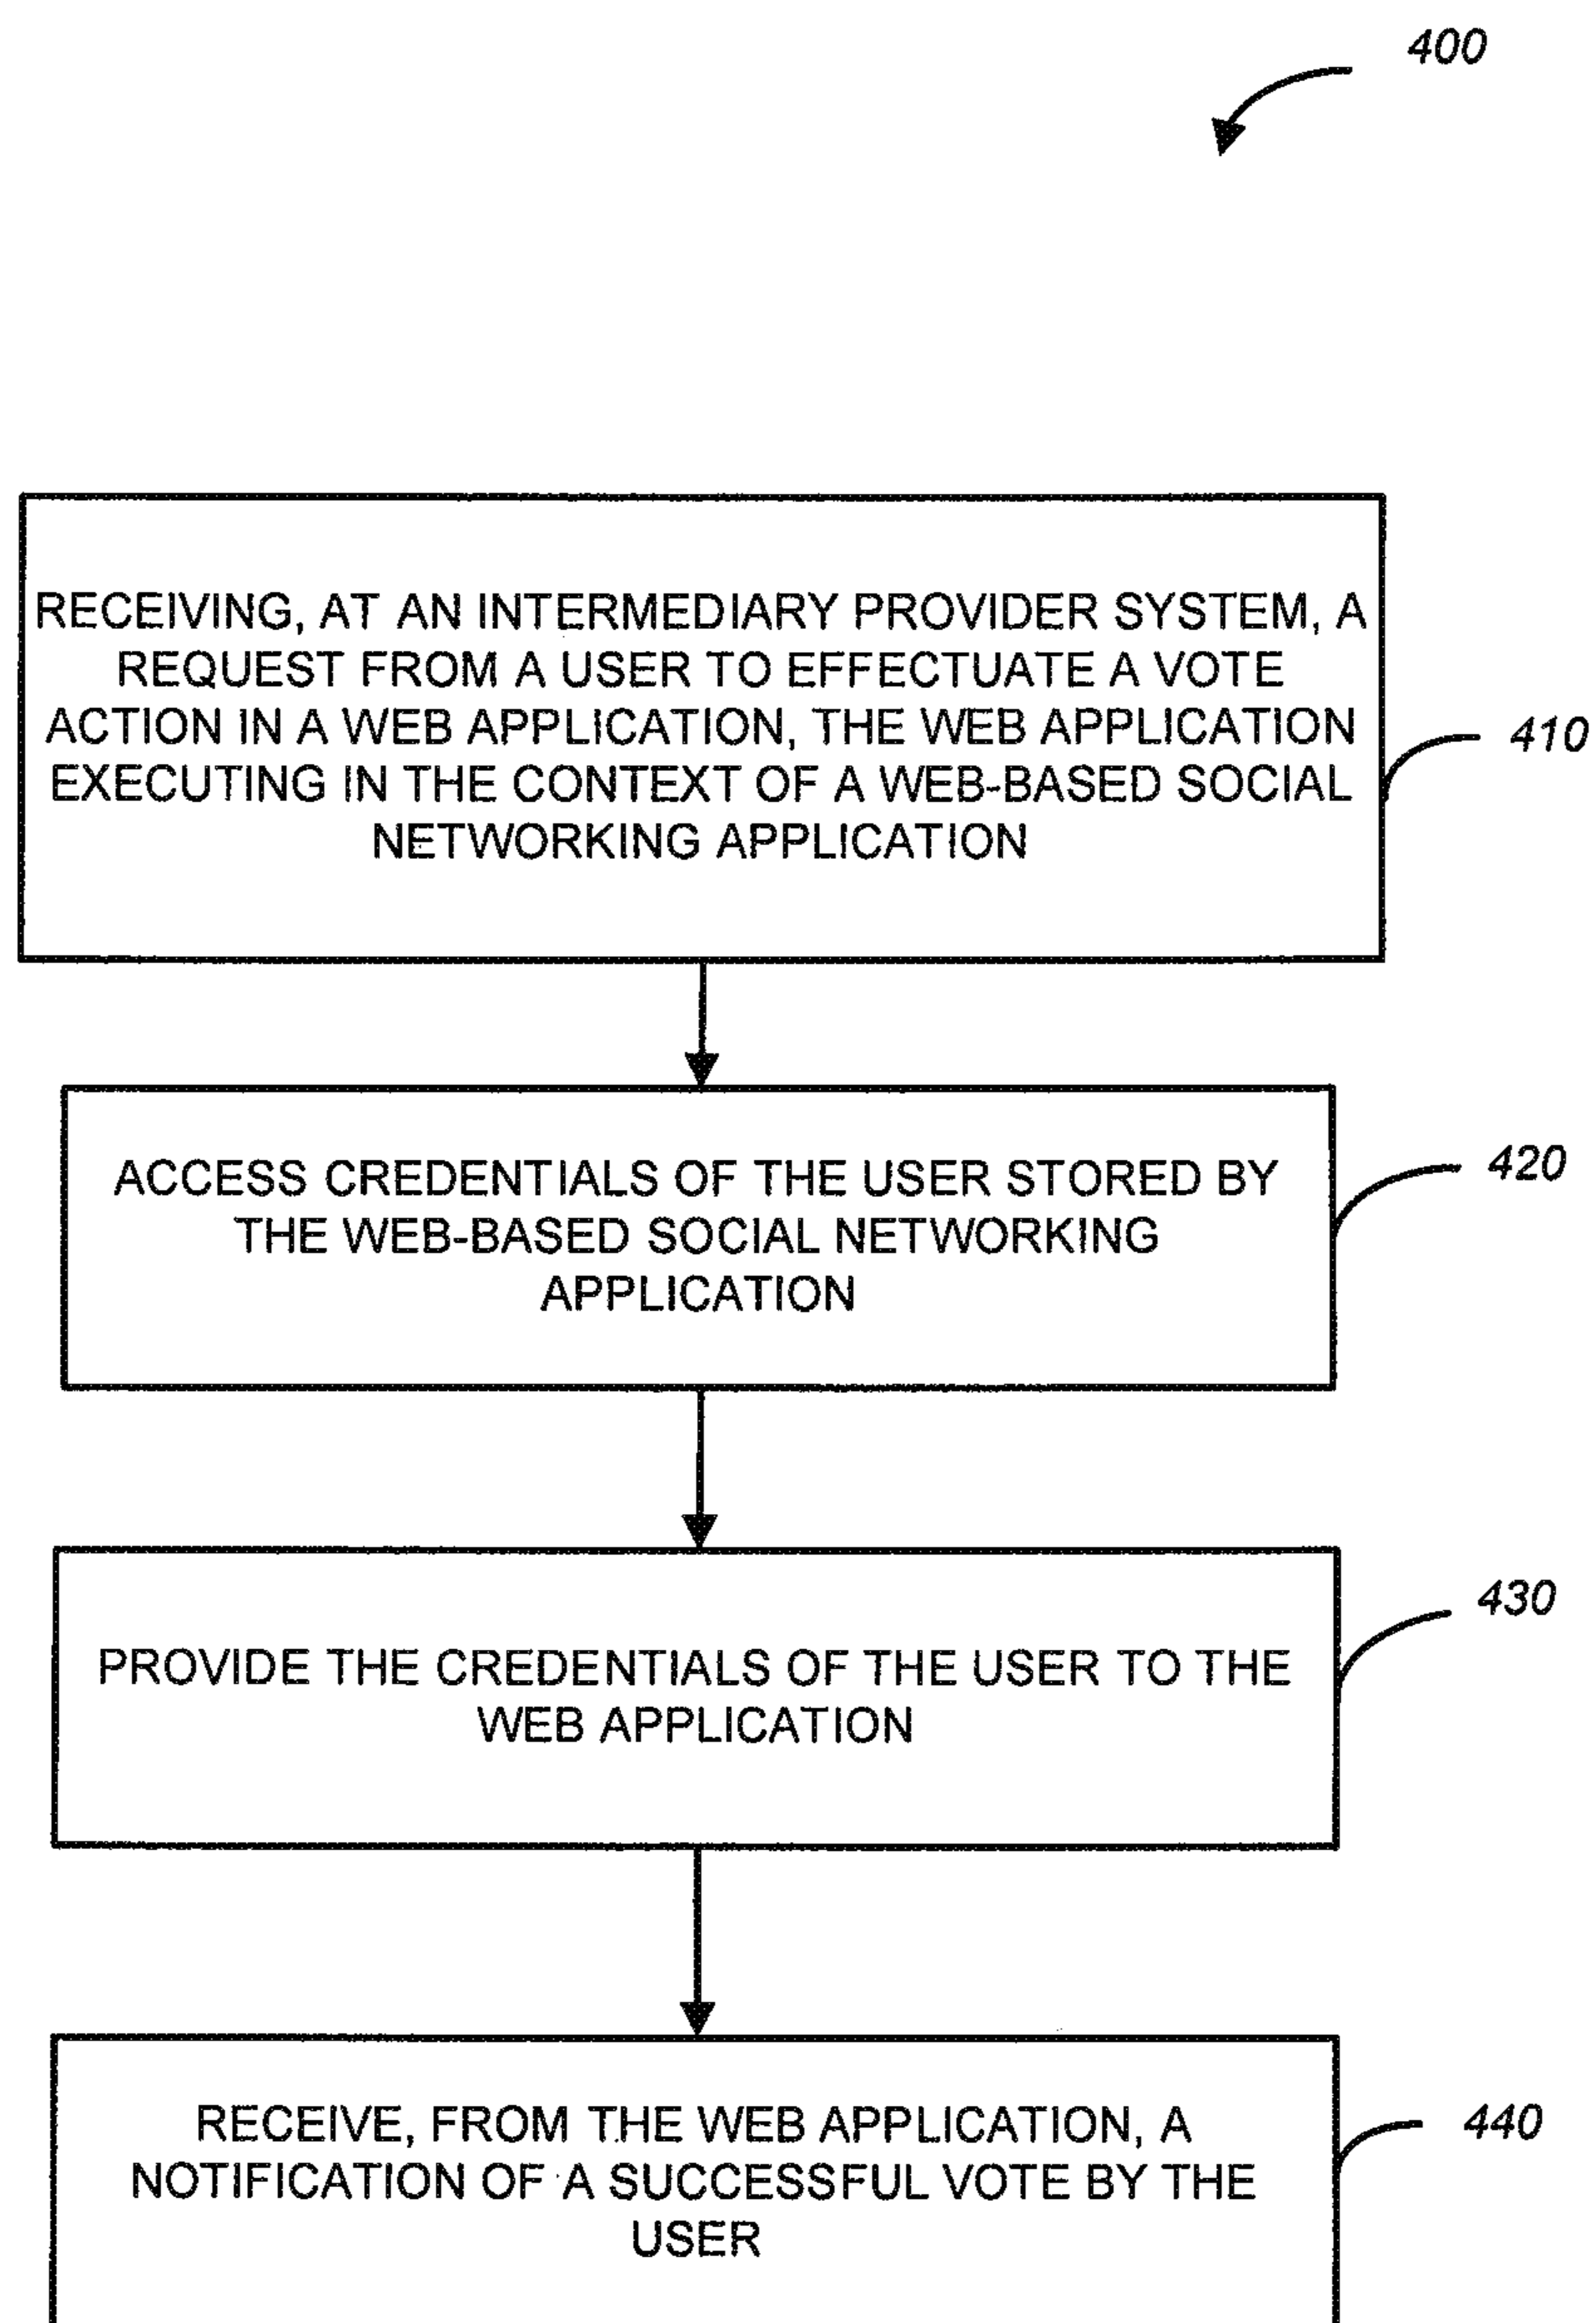 400
RECEIVING, AT AN INTERMEDIARY PROVIDER SYSTEM, A
REQUEST FROM A USER TO EFFECTUATE A VOTE
ACTION IN A WEB APPLICATION, THE WEB APPLICATION
EXECUTING IN THE CONTEXT OF A WEB-BASED SOCIAL
NETWORKING APPLICATION
410
ACCESS CREDENTIALS OF THE USER STORED BY
THE WEB-BASED SOCIAL NETWORKING
APPLICATION
420
PROVIDE THE CREDENTIALS OF THE USER TO THE
WEB APPLICATION
430
RECEIVE, FROM THE WEB APPLICATION, A
NOTIFICATION OF A SUCCESSFUL VOTE BY THE
USER
440